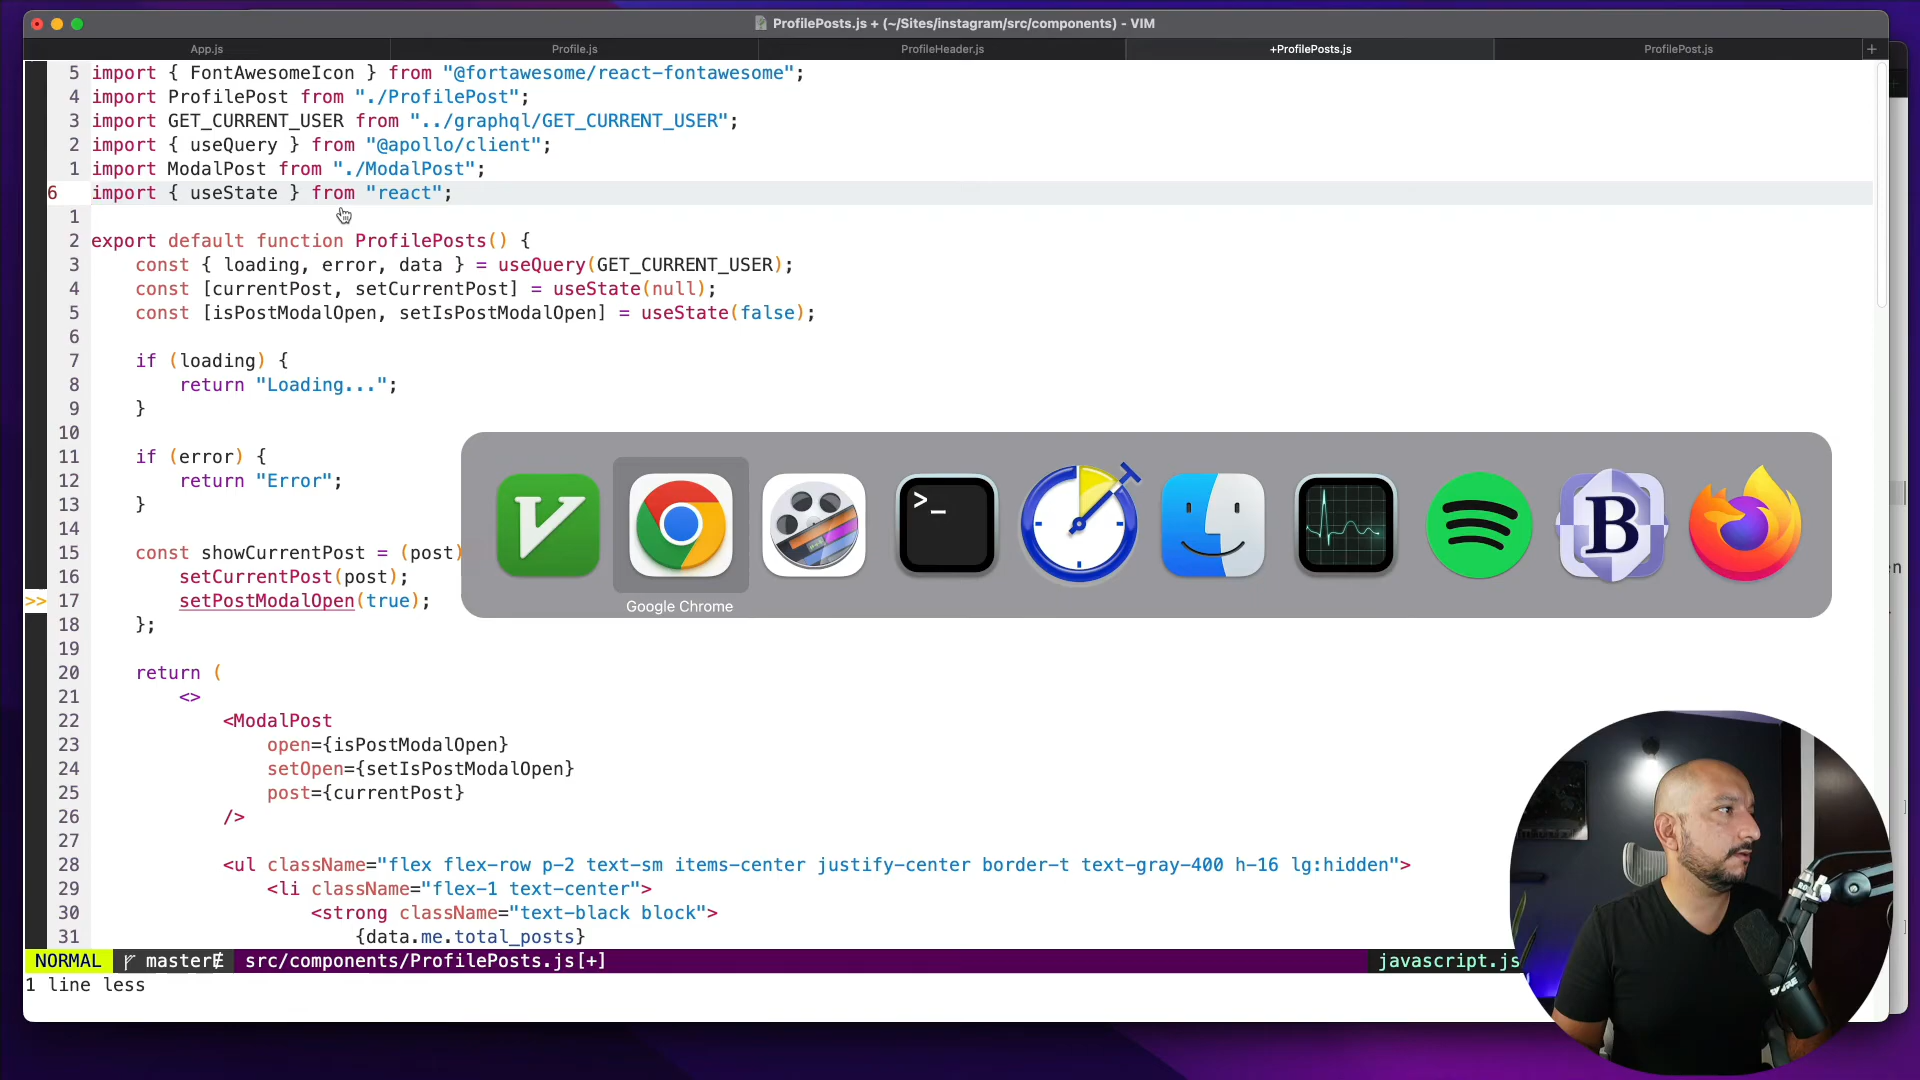 ProfilePosts.js + (~/Sites/instagram/src/components) - VIM
App.js Profile.js ProfileHeader.js +ProfilePosts.js ProfilePost.js +
5 import { FontAwesomeIcon } from "@fortawesome/react-fontawesome";
4 import ProfilePost from "./ProfilePost";
3 import GET_CURRENT_USER from "../graphql/GET_CURRENT_USER";
2 import { useQuery } from "@apollo/client";
1 import ModalPost from "./ModalPost";
6 import { useState } from "react";
1
2 export default function ProfilePosts() {
3 const { loading, error, data } = useQuery(GET_CURRENT_USER);
4 const [currentPost, setCurrentPost] = useState(null);
5 const [isPostModalOpen, setIsPostModalOpen] = useState(false);
6
7 if (loading) {
8 return "Loading...";
9 }
10
11 if (error) {
12 return "Error";
13 }
14
15 const showCurrentPost = (post)
16 setCurrentPost(post);
>> 17 setPostModalOpen(true);
18 };
19
20 return (
21 <>
22 <ModalPost
23 open={isPostModalOpen}
24 setOpen={setIsPostModalOpen}
25 post={currentPost}
26 />
27
28 <ul className="flex flex-row p-2 text-sm items-center justify-center border-t text-gray-400 h-16 lg:hidden">
29 <li className="flex-1 text-center">
30 <strong className="text-black block">
31 {data.me.total_posts}
Google Chrome
NORMAL master src/components/ProfilePosts.js[+] javascript.js
1 line less